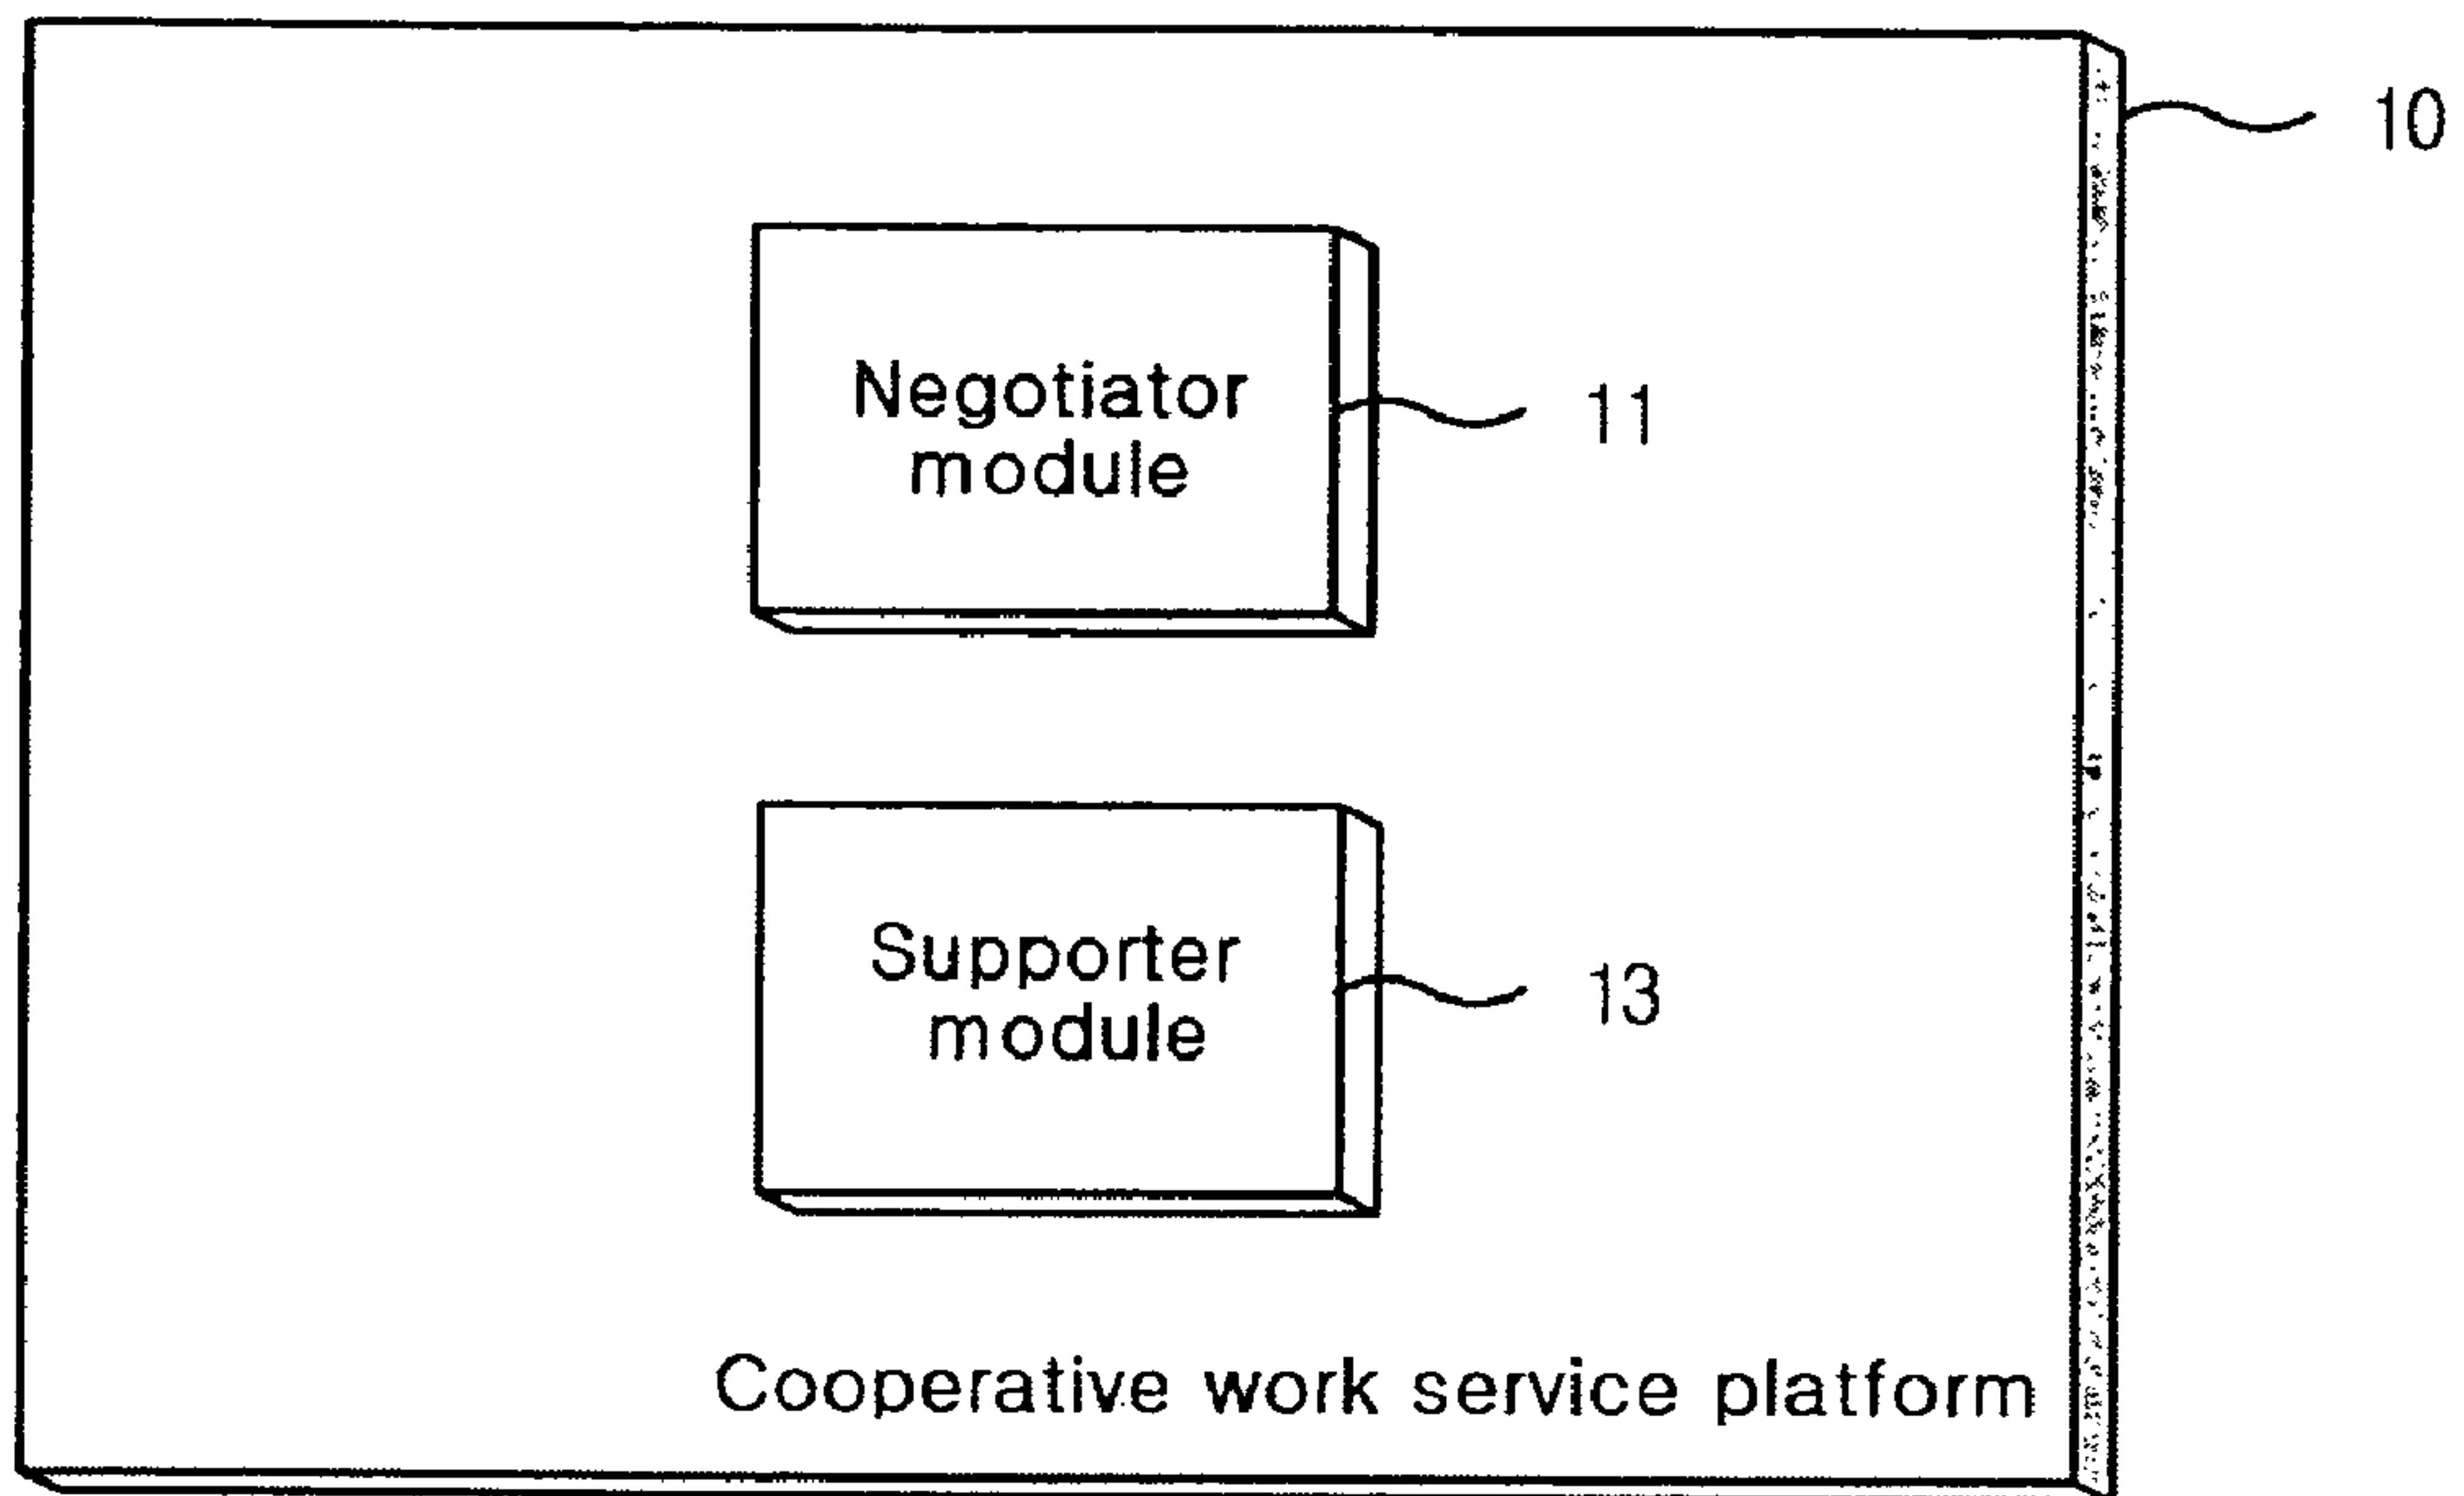 10
Negotiator
module
11
Supporter
module
13
Cooperative work service platform